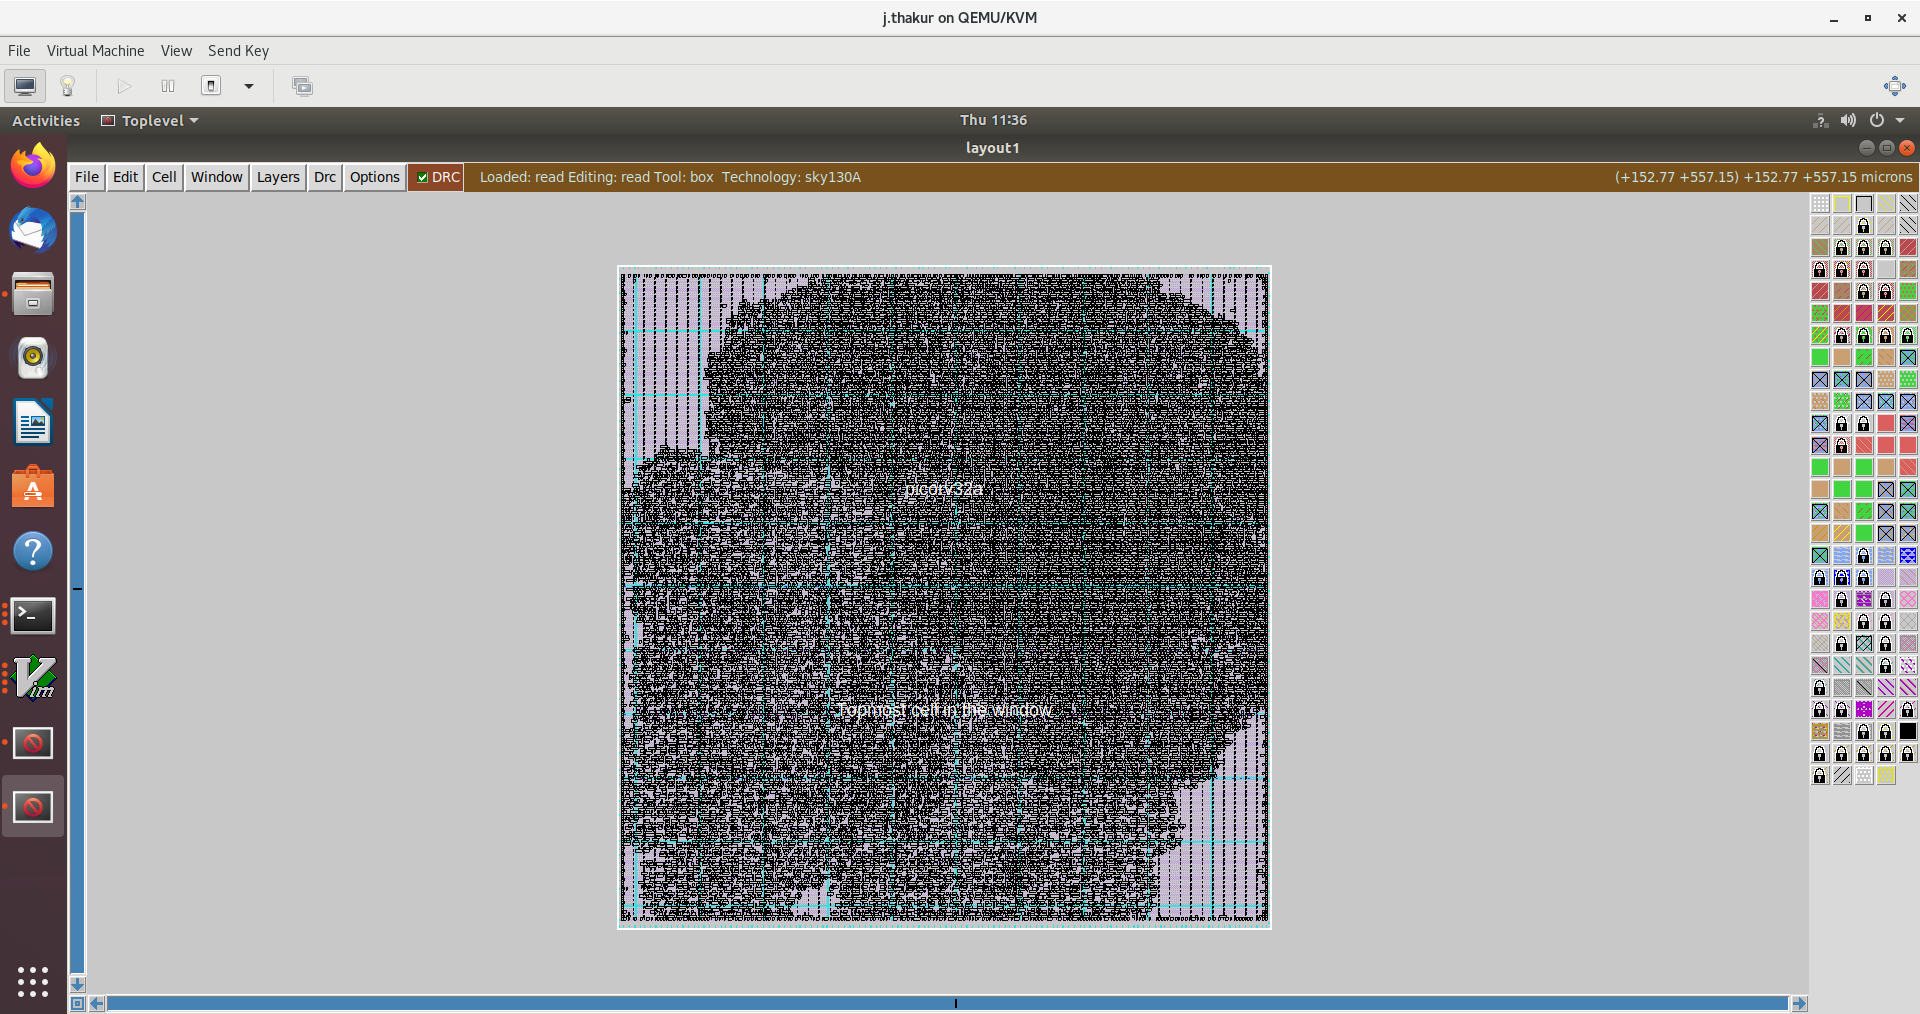 j.thakur on QEMU/KVM
File Virtual Machine View Send Key
Activities Toplevel Thu 11:36
layout1
File Edit Cell Window Layers Drc Options DRC Loaded: read Editing: read Tool: box Technology: sky130A (+152.77 +557.15) +152.77 +557.15 microns
picorv32a
Topmost cell in the window
Vim